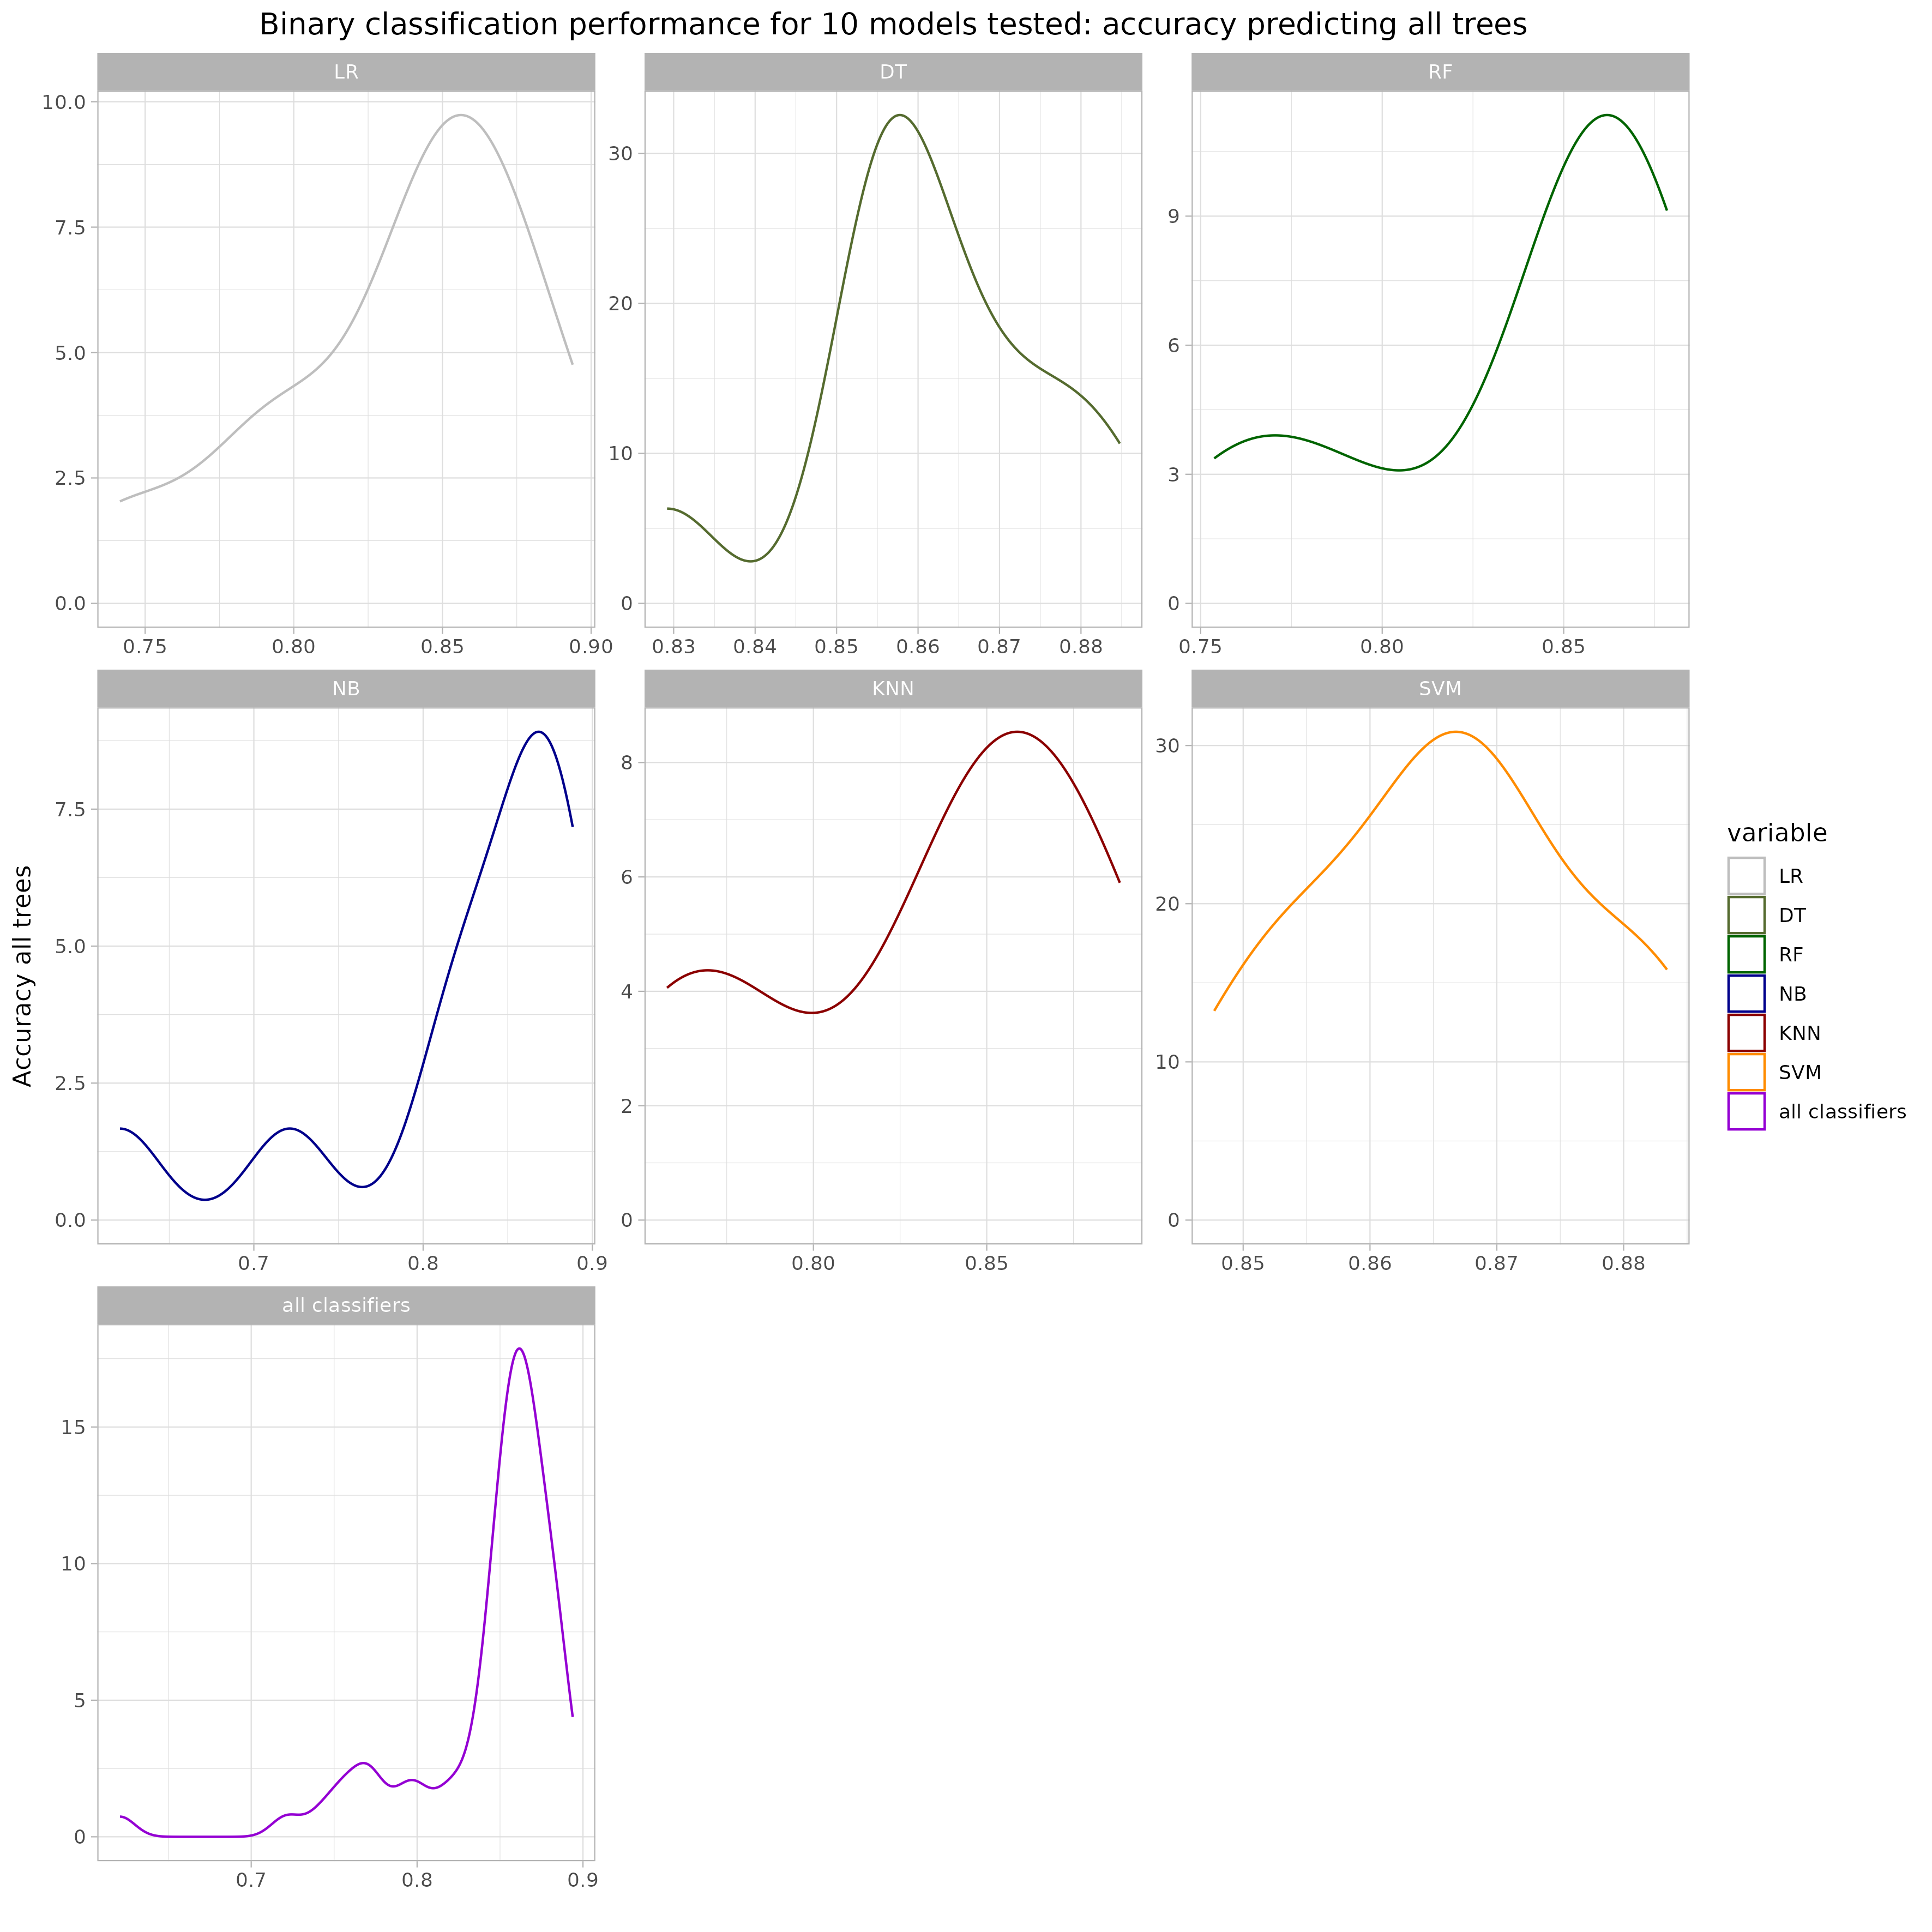 Binary classification performance for 10 models tested: accuracy predicting all trees
LR
DT
RF
10.0
7.5
5.0
2.5
0.0
30
20
10
0
9
6
3
0
0.75 0.80 0.85 0.90
0.83 0.84 0.85 0.86 0.87 0.88
0.75 0.80 0.85
NB
KNN
SVM
7.5
5.0
2.5
0.0
8
6
4
2
0
30
20
10
0
0.7 0.8 0.9
0.80 0.85
0.85 0.86 0.87 0.88
Accuracy all trees
all classifiers
15
10
5
0
0.7 0.8 0.9
variable
LR
DT
RF
NB
KNN
SVM
all classifiers